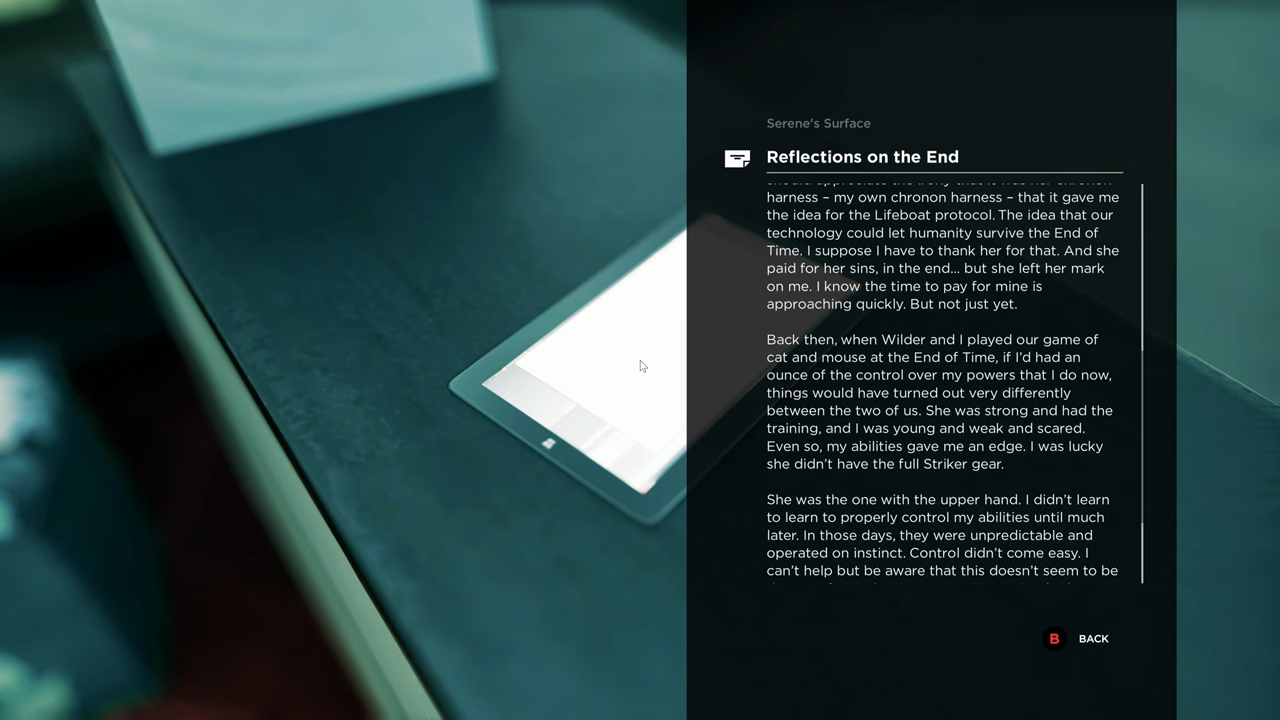 Serene's Surface
Reflections on the End
harness – my own chronon harness – that it gave me
the idea for the Lifeboat protocol. The idea that our
technology could let humanity survive the End of
Time. I suppose I have to thank her for that. And she
paid for her sins, in the end... but she left her mark
on me. I know the time to pay for mine is
approaching quickly. But not just yet.
Back then, when Wilder and I played our game of
cat and mouse at the End of Time, if I'd had an
ounce of the control over my powers that I do now,
things would have turned out very differently
between the two of us. She was strong and had the
training, and I was young and weak and scared.
Even so, my abilities gave me an edge. I was lucky
she didn't have the full Striker gear.
She was the one with the upper hand. I didn't learn
to learn to properly control my abilities until much
later. In those days, they were unpredictable and
operated on instinct. Control didn't come easy. I
can't help but be aware that this doesn't seem to be
B BACK